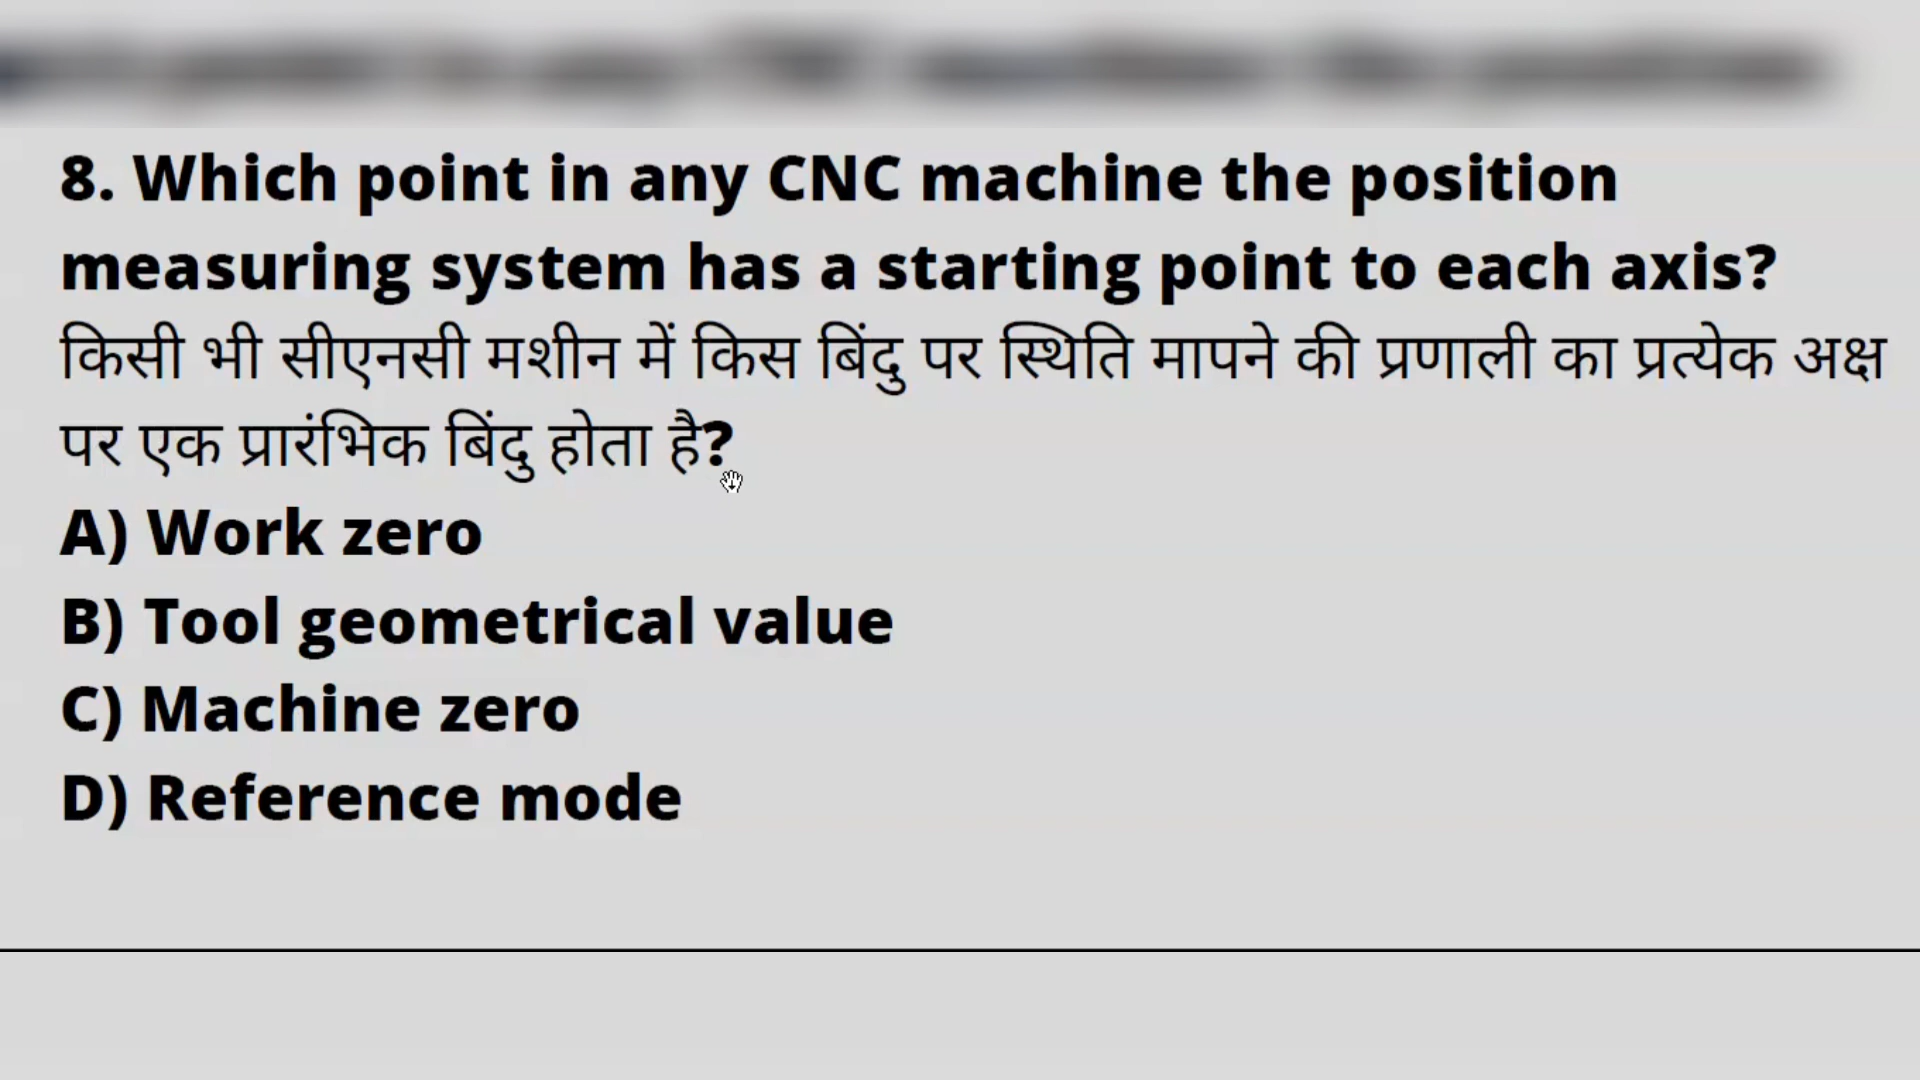 8. Which point in any CNC machine the position
measuring system has a starting point to each axis?
किसी भी सीएनसी मशीन में किस बिंदु पर स्थिति मापने की प्रणाली का प्रत्येक अक्ष
पर एक प्रारंभिक बिंदु होता है?
A) Work zero
B) Tool geometrical value
C) Machine zero
D) Reference mode